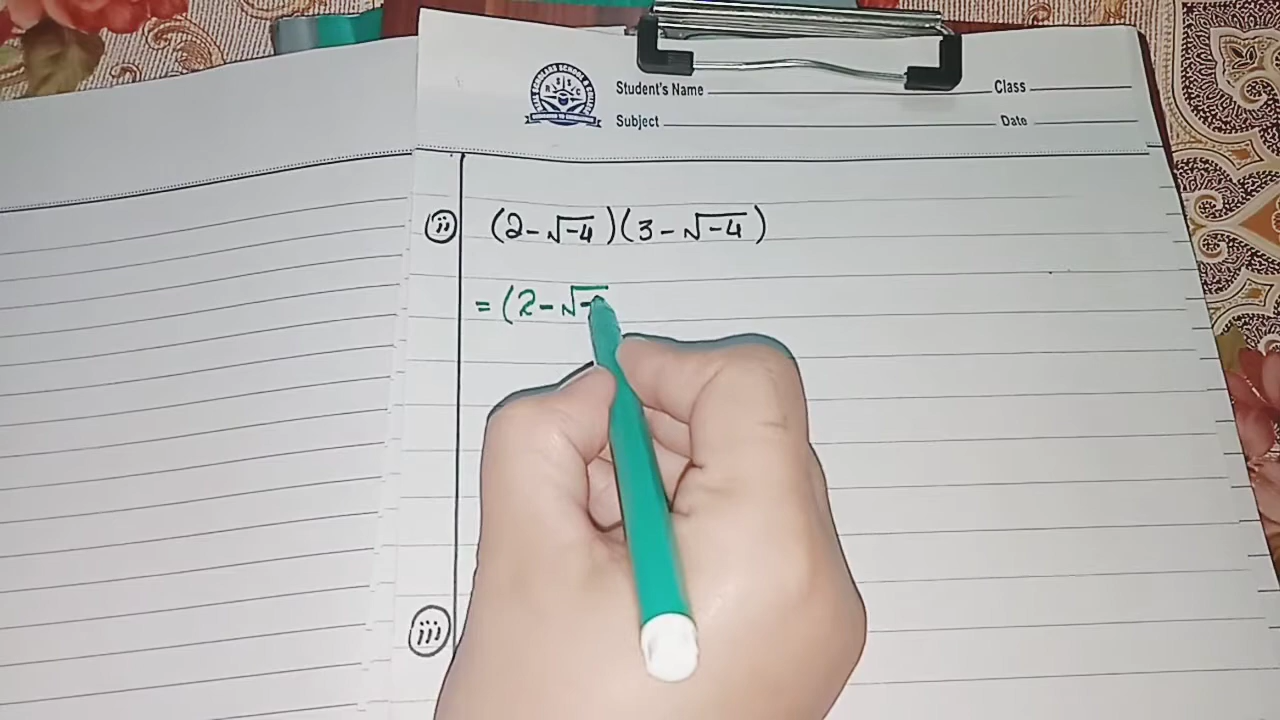 Student's Name Class
Subject Date
ii (2-√-4)(3-√-4)
= (2-√-
iii